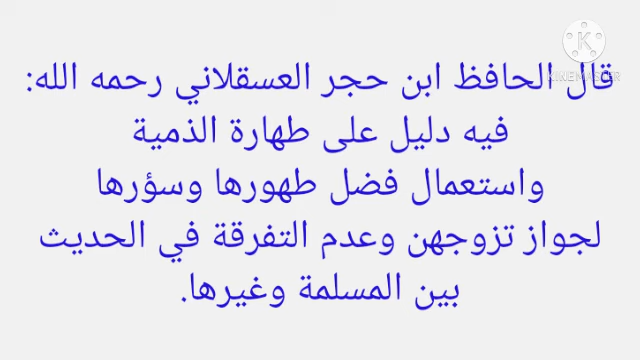 KINEMASTER
قال الحافظ ابن حجر العسقلاني رحمه الله:
فيه دليل على طهارة الذمية
واستعمال فضل طهورها وسؤرها
لجواز تزوجهن وعدم التفرقة في الحديث
بين المسلمة وغيرها.